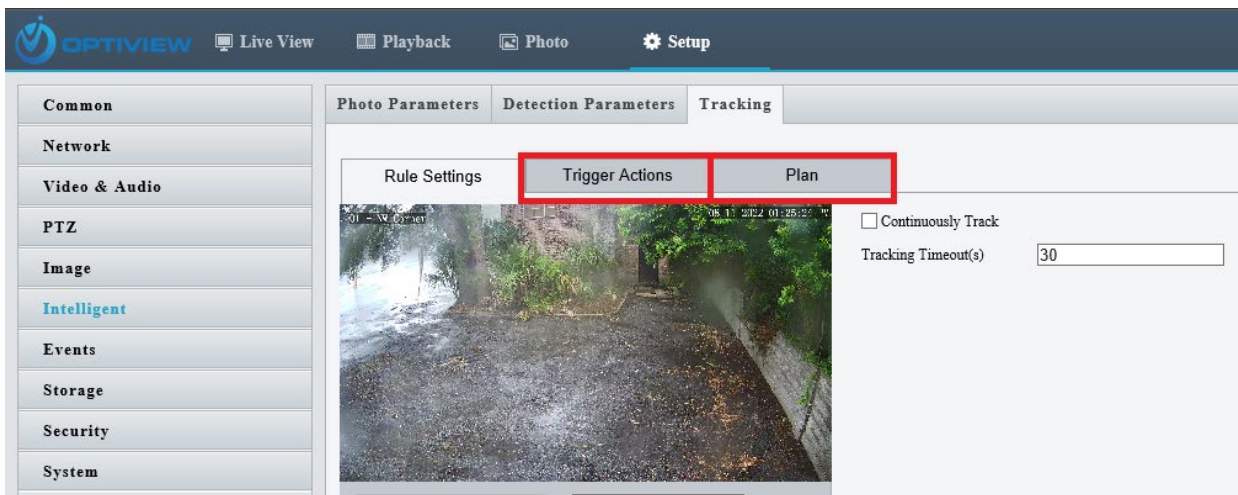 OPTIVIEW Live View Playback Photo Setup
Common
Network
Video & Audio
PTZ
Image
Intelligent
Events
Storage
Security
System
Photo Parameters Detection Parameters Tracking
Rule Settings Trigger Actions Plan
Corner
Continuously Track
Tracking Timeout(s) 30